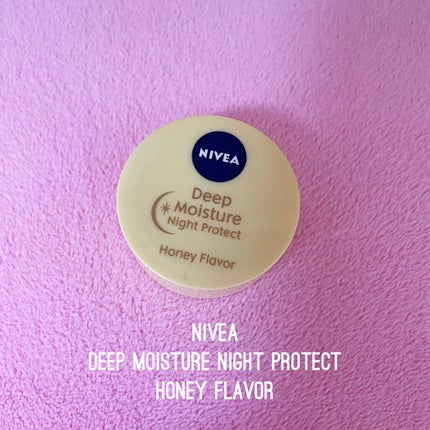 NIVEA
Deep
Moisture
Night Protect
Honey Flavor
NIVEA
DEEP MOISTURE NIGHT PROTECT
HONEY FLAVOR